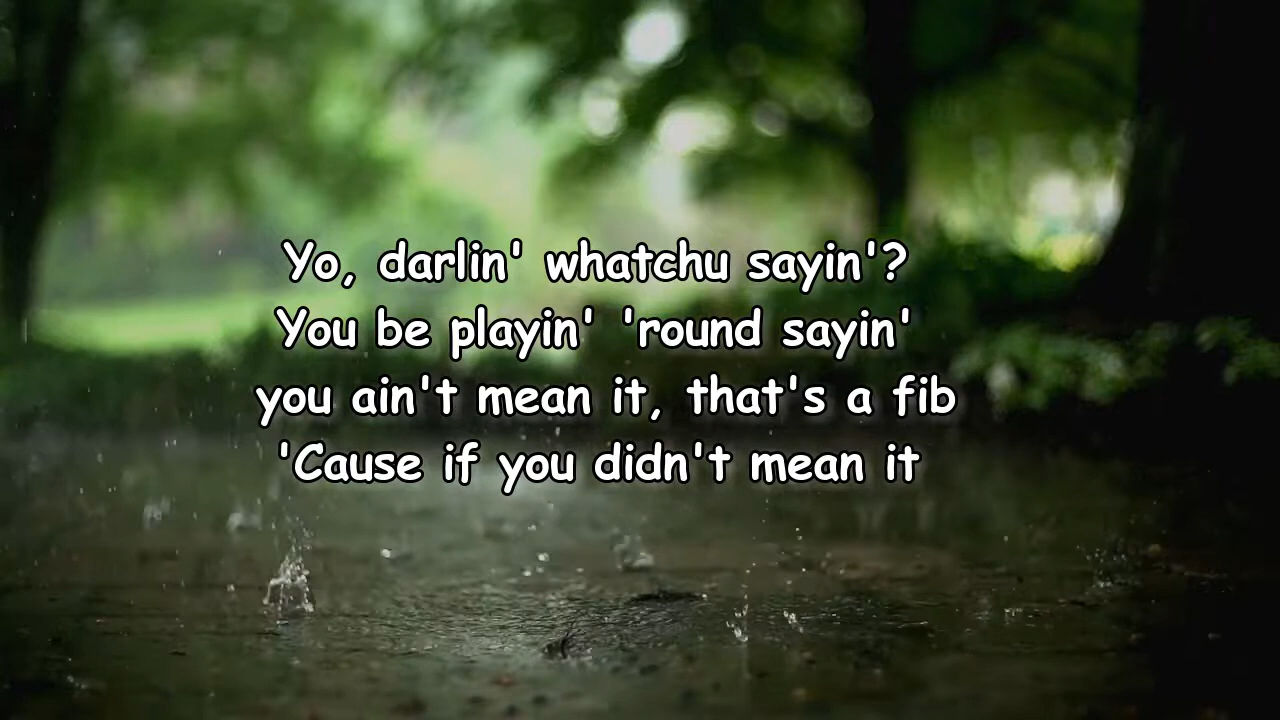 Yo, darlin' whatchu sayin'?
You be playin' 'round sayin'
you ain't mean it, that's a fib
'Cause if you didn't mean it